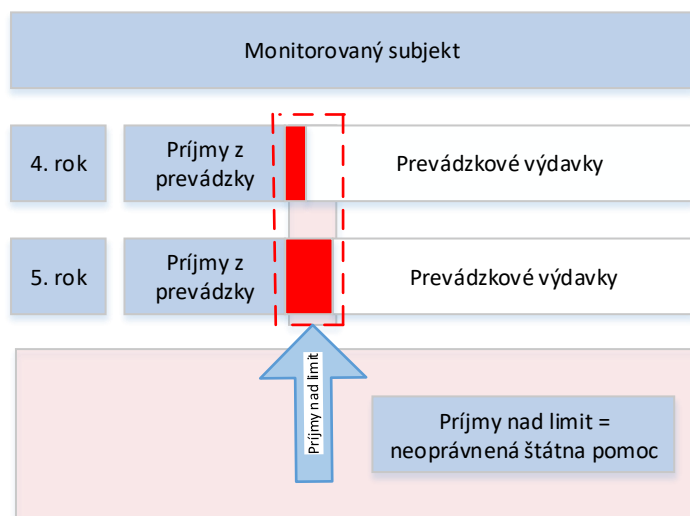 Monitorovaný subjekt
4. rok
Príjmy z
prevádzky
Prevádzkové výdavky
5. rok
Príjmy z
prevádzky
Prevádzkové výdavky
Príjmy nad limit
Príjmy nad limit =
neoprávnená štátna pomoc